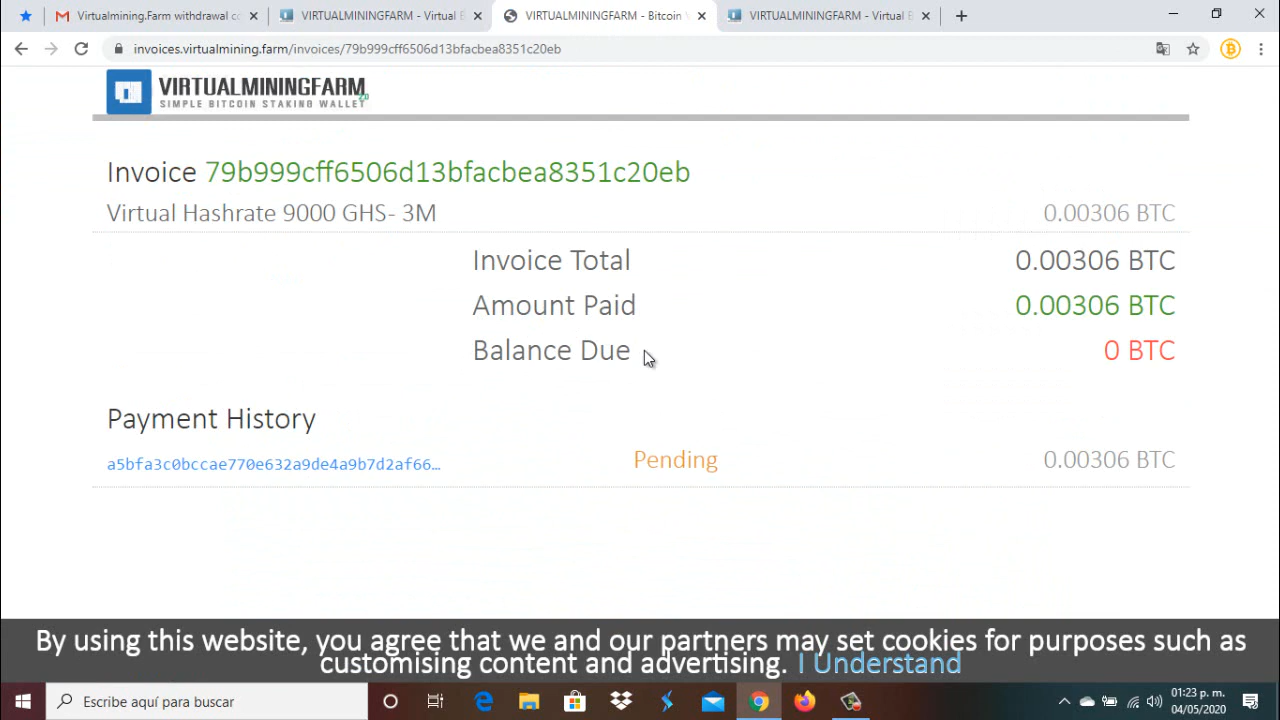 Virtualmining.Farm withdrawal co
VIRTUALMININGFARM - Virtual B
VIRTUALMININGFARM - Bitcoin V
VIRTUALMININGFARM - Virtual B
invoices.virtualmining.farm/invoices/79b999cff6506d13bfacbea8351c20eb
VIRTUALMININGFARM
SIMPLE BITCOIN STAKING WALLET
Invoice 79b999cff6506d13bfacbea8351c20eb
Virtual Hashrate 9000 GHS- 3M 0.00306 BTC
Invoice Total 0.00306 BTC
Amount Paid 0.00306 BTC
Balance Due 0 BTC
Payment History
a5bfa3c0bccae770e632a9de4a9b7d2af66… Pending 0.00306 BTC
By using this website, you agree that we and our partners may set cookies for purposes such as
customising content and advertising. I Understand
Escribe aquí para buscar
01:23 p. m.
04/05/2020